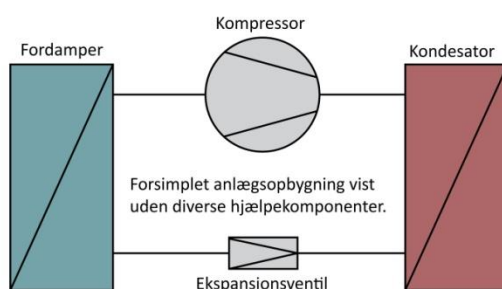 Kompressor
Fordamper
Kondesator
Forsimplet anlægsopbygning vist
uden diverse hjælpekomponenter.
Ekspansionsventil